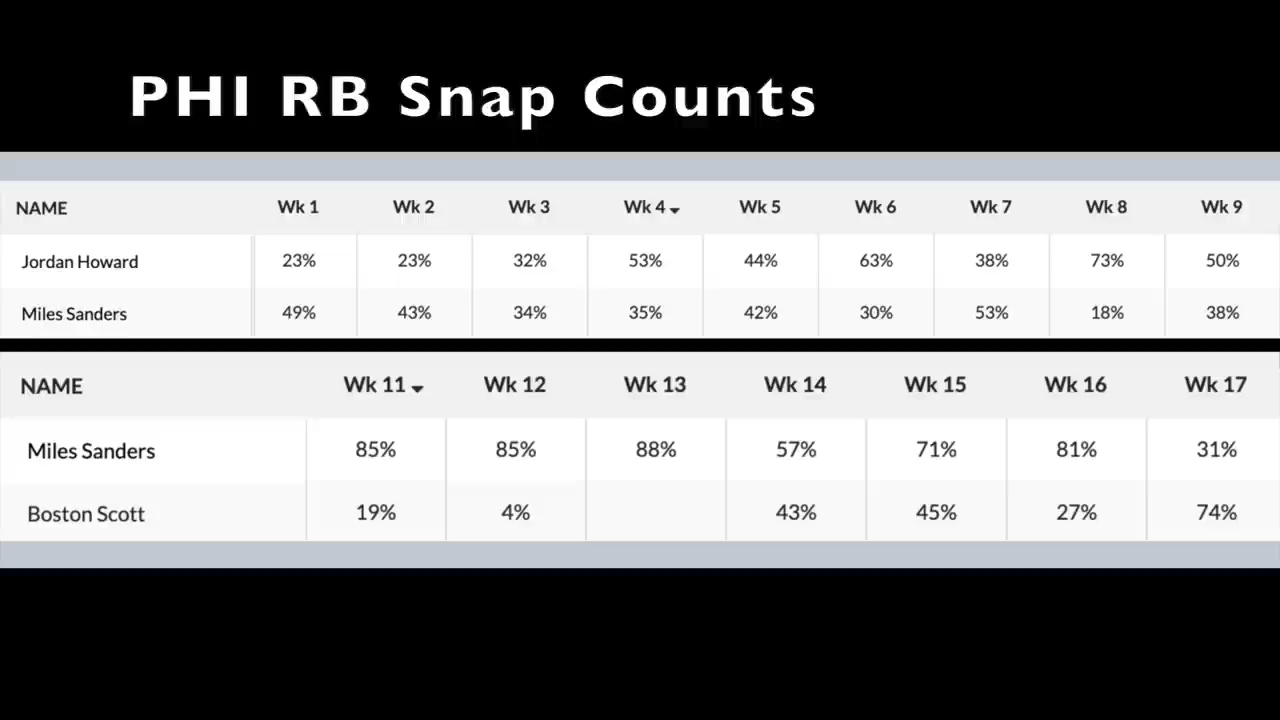 PHI RB Snap Counts
NAME Wk 1 Wk 2 Wk 3 Wk 4 Wk 5 Wk 6 Wk 7 Wk 8 Wk 9
Jordan Howard 23% 23% 32% 53% 44% 63% 38% 73% 50%
Miles Sanders 49% 43% 34% 35% 42% 30% 53% 18% 38%
NAME Wk 11 Wk 12 Wk 13 Wk 14 Wk 15 Wk 16 Wk 17
Miles Sanders 85% 85% 88% 57% 71% 81% 31%
Boston Scott 19% 4% 43% 45% 27% 74%